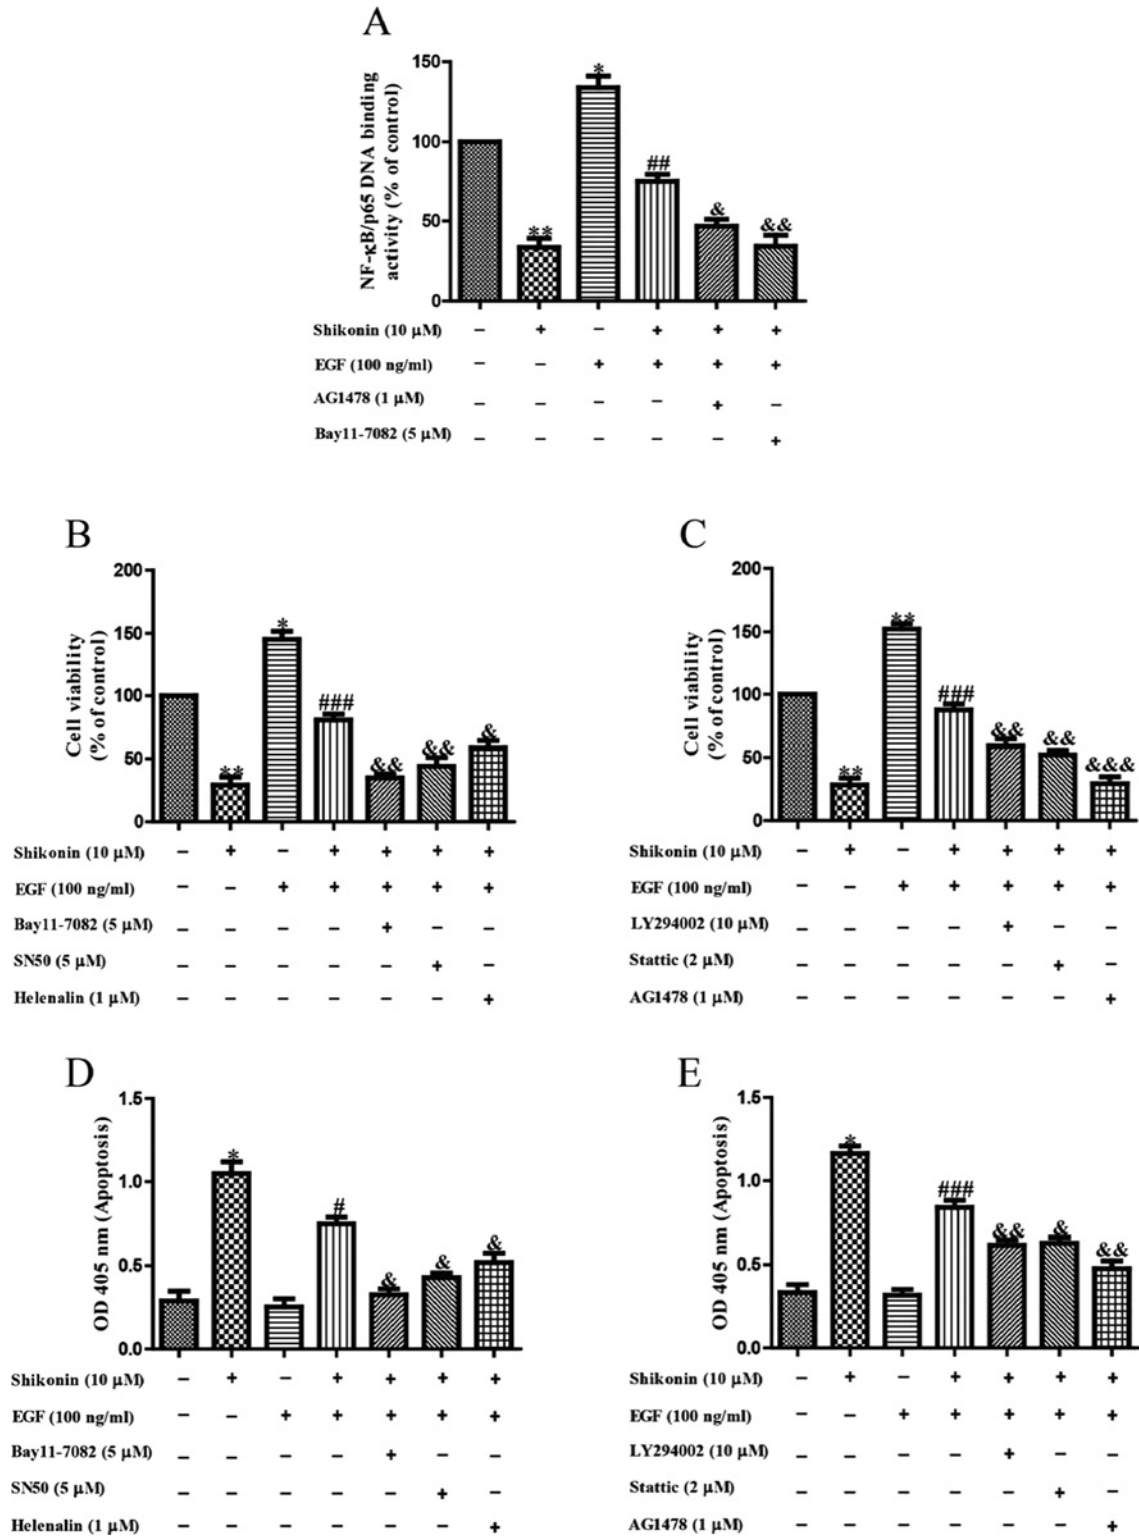 A
NF-κB/p65 DNA binding
activity (% of control)
150
100
50
0
** * ## & &&
Shikonin (10 μM) – + – + + +
EGF (100 ng/ml) – – + + + +
AG1478 (1 μM) – – – – + –
Bay11-7082 (5 μM) – – – – – +
B
Cell viability
(% of control)
200
150
100
50
0
** * ### && && &
Shikonin (10 μM) – + – + + + +
EGF (100 ng/ml) – – + + + + +
Bay11-7082 (5 μM) – – – – + – –
SN50 (5 μM) – – – – – + –
Helenalin (1 μM) – – – – – – +
C
Cell viability
(% of control)
200
150
100
50
0
** ** ### && && &&&
Shikonin (10 μM) – + – + + + +
EGF (100 ng/ml) – – + + + + +
LY294002 (10 μM) – – – – + – –
Stattic (2 μM) – – – – – + –
AG1478 (1 μM) – – – – – – +
D
OD 405 nm (Apoptosis)
1.5
1.0
0.5
0.0
* # & & &
Shikonin (10 μM) – + – + + + +
EGF (100 ng/ml) – – + + + + +
Bay11-7082 (5 μM) – – – – + – –
SN50 (5 μM) – – – – – + –
Helenalin (1 μM) – – – – – – +
E
OD 405 nm (Apoptosis)
1.5
1.0
0.5
0.0
* ### && & &&
Shikonin (10 μM) – + – + + + +
EGF (100 ng/ml) – – + + + + +
LY294002 (10 μM) – – – – + – –
Stattic (2 μM) – – – – – + –
AG1478 (1 μM) – – – – – – +